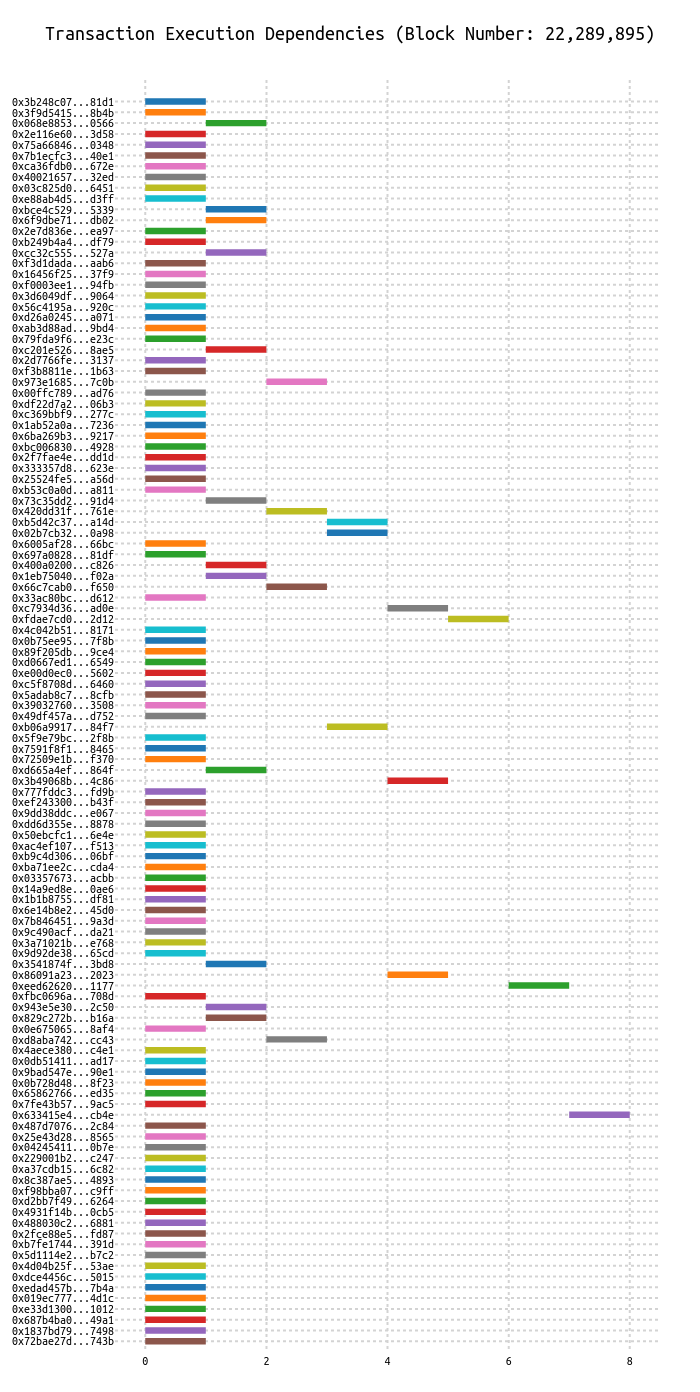 Transaction Execution Dependencies (Block Number: 22,289,895)
0x3b248c07...81d1
0x3f9d5415...8b4b
0x068e8853...0566
0x2e116e60...3d58
0x75a66846...0348
0x7b1ecfc3...40e1
0xca36fdb0...672e
0x40021657...32ed
0x03c825d0...6451
0xe88ab4d5...d3ff
0xbce4c529...5339
0x6f9dbe71...db02
0x2e7d836e...ea97
0xb249b4a4...df79
0xcc32c555...527a
0xf3d1dada...aab6
0x16456f25...37f9
0xf0003ee1...94fb
0x3d6049df...9064
0x56c4195a...920c
0xd26a0245...a071
0xab3d88ad...9bd4
0x79fda9f6...e23c
0xc201e526...8ae5
0x2d7766fe...3137
0xf3b8811e...1b63
0x973e1685...7c0b
0x00ffc789...ad76
0xdf22d7a2...06b3
0xc369bbf9...277c
0x1ab52a0a...7236
0x6ba269b3...9217
0xbc006830...4928
0x2f7fae4e...dd1d
0x333357d8...623e
0x25524fe5...a56d
0xb53c0a0d...a811
0x73c35dd2...91d4
0x420dd31f...761e
0xb5d42c37...a14d
0x02b7cb32...0a98
0x6005af28...66bc
0x697a0828...81df
0x400a0200...c826
0x1eb75040...f02a
0x66c7cab0...f650
0x33ac80bc...d612
0xc7934d36...ad0e
0xfdae7cd0...2d12
0x4c042b51...8171
0x0b75ee95...7f8b
0x89f205db...9ce4
0xd0667ed1...6549
0xe00d0ec0...5602
0xc5f8708d...6460
0x5adab8c7...8cfb
0x39032760...3508
0x49df457a...d752
0xb06a9917...84f7
0x5f9e79bc...2f8b
0x7591f8f1...8465
0x72509e1b...f370
0xd665a4ef...864f
0x3b49068b...4c86
0x777fddc3...fd9b
0xef243300...b43f
0x9dd38ddc...e067
0xdd6d355e...8878
0x50ebcfc1...6e4e
0xac4ef107...f513
0xb9c4d306...06bf
0xba71ee2c...cda4
0x03357673...acbb
0x14a9ed8e...0ae6
0x1b1b8755...df81
0x6e14b8e2...45d0
0x7b846451...9a3d
0x9c490acf...da21
0x3a71021b...e768
0x9d92de38...65cd
0x3541874f...3bd8
0x86091a23...2023
0xeed62620...1177
0xfbc0696a...708d
0x943e5e30...2c50
0x829c272b...b16a
0x0e675065...8af4
0xd8aba742...cc43
0x4aece380...c4e1
0x0db51411...ad17
0x9bad547e...90e1
0x0b728d48...8f23
0x65862766...ed35
0x7fe43b57...9ac5
0x633415e4...cb4e
0x487d7076...2c84
0x25e43d28...8565
0x04245411...0b7e
0x229001b2...c247
0xa37cdb15...6c82
0x8c387ae5...4893
0xf98bba07...c9ff
0xd2bb7f49...6264
0x4931f14b...0cb5
0x488030c2...6881
0x2fce88e5...fd87
0xb7fe1744...391d
0x5d1114e2...b7c2
0x4d04b25f...53ae
0xdce4456c...5015
0xedad457b...7b4a
0x019ec777...4d1c
0xe33d1300...1012
0x687b4ba0...49a1
0x1837bd79...7498
0x72bae27d...743b
0 2 4 6 8